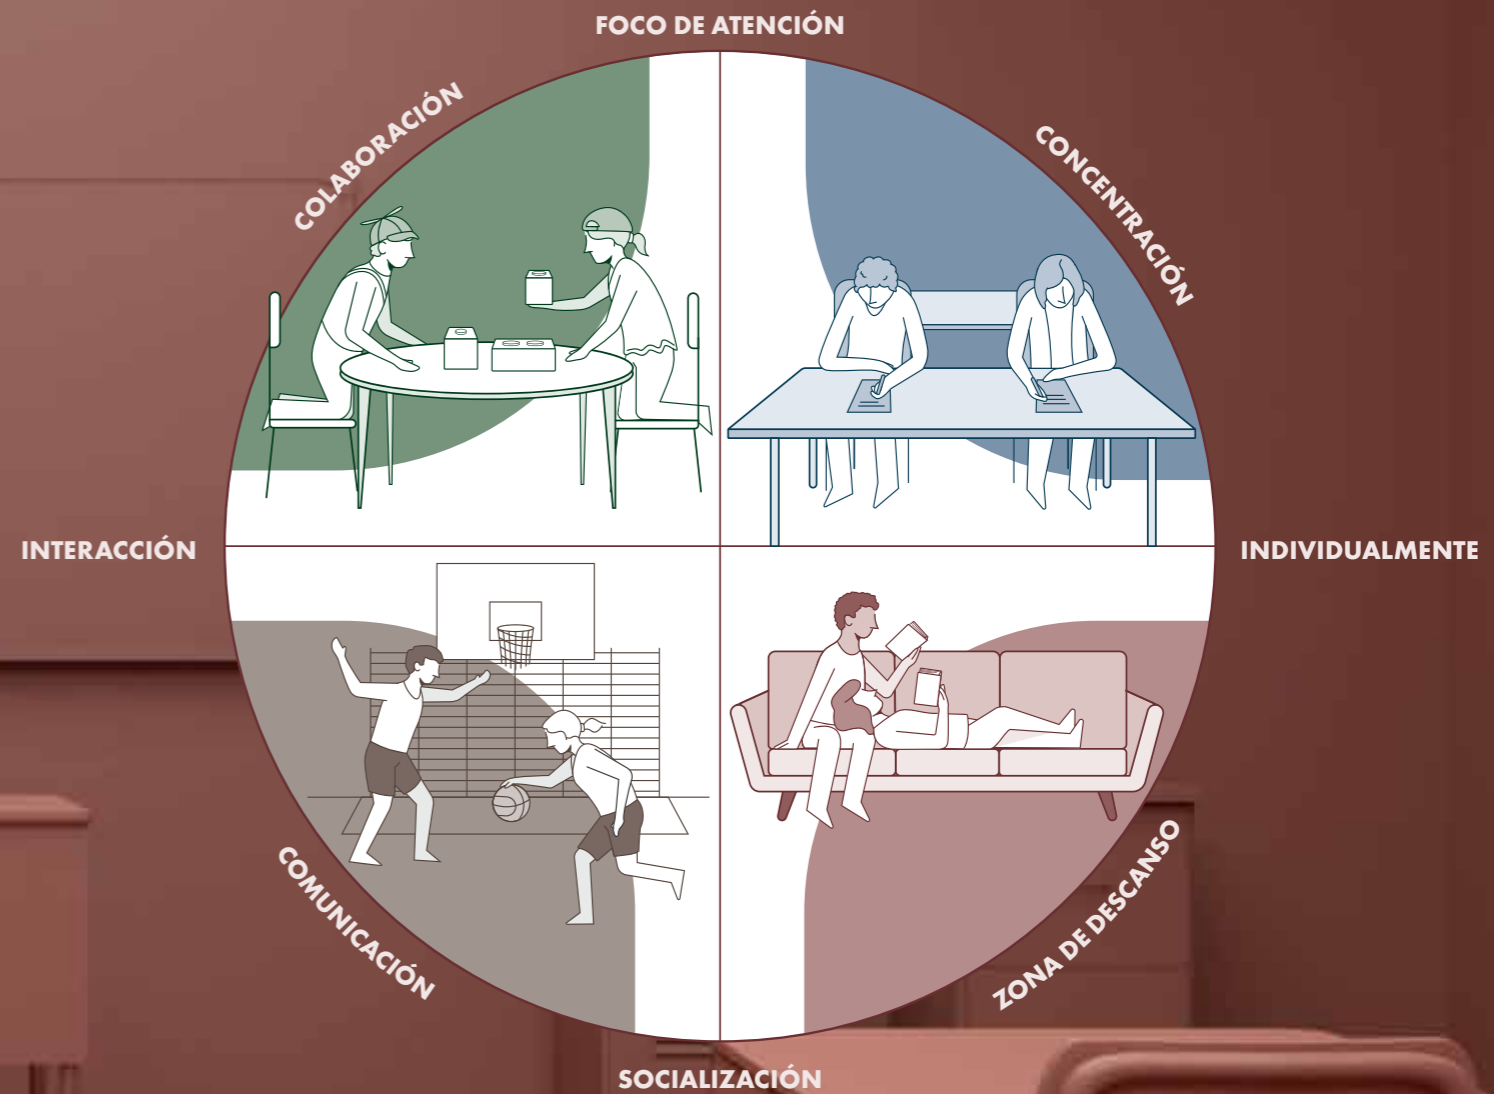 FOCO DE ATENCIÓN
COLABORACIÓN
CONCENTRACIÓN
INTERACCIÓN
INDIVIDUALMENTE
COMUNICACIÓN
ZONA DE DESCANSO
SOCIALIZACIÓN